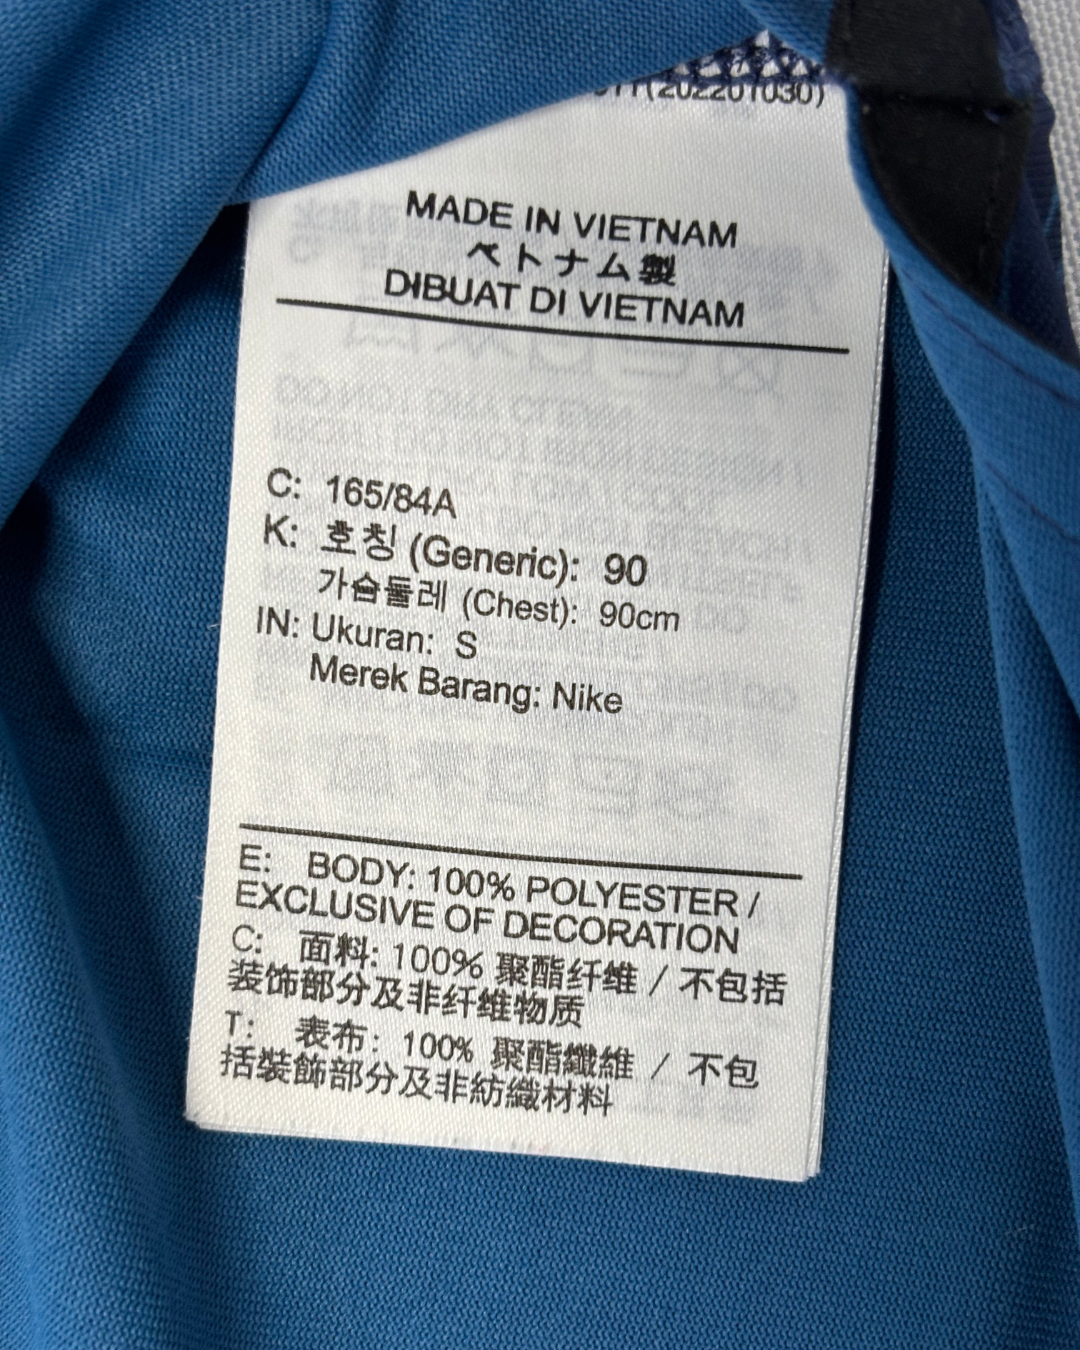 (202201030)
MADE IN VIETNAM
ベトナム製
DIBUAT DI VIETNAM
C: 165/84A
K: 호칭 (Generic): 90
가슴둘레 (Chest): 90cm
IN: Ukuran: S
Merek Barang: Nike
E: BODY: 100% POLYESTER /
EXCLUSIVE OF DECORATION
C: 面料: 100% 聚酯纤维 / 不包括
装饰部分及非纤维物质
T: 表布: 100% 聚酯纖維 / 不包
括裝飾部分及非紡織材料